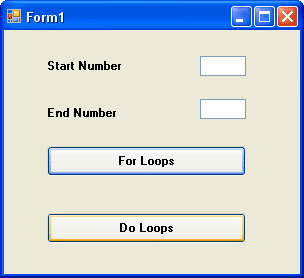 Form1
Start Number
End Number
For Loops
Do Loops